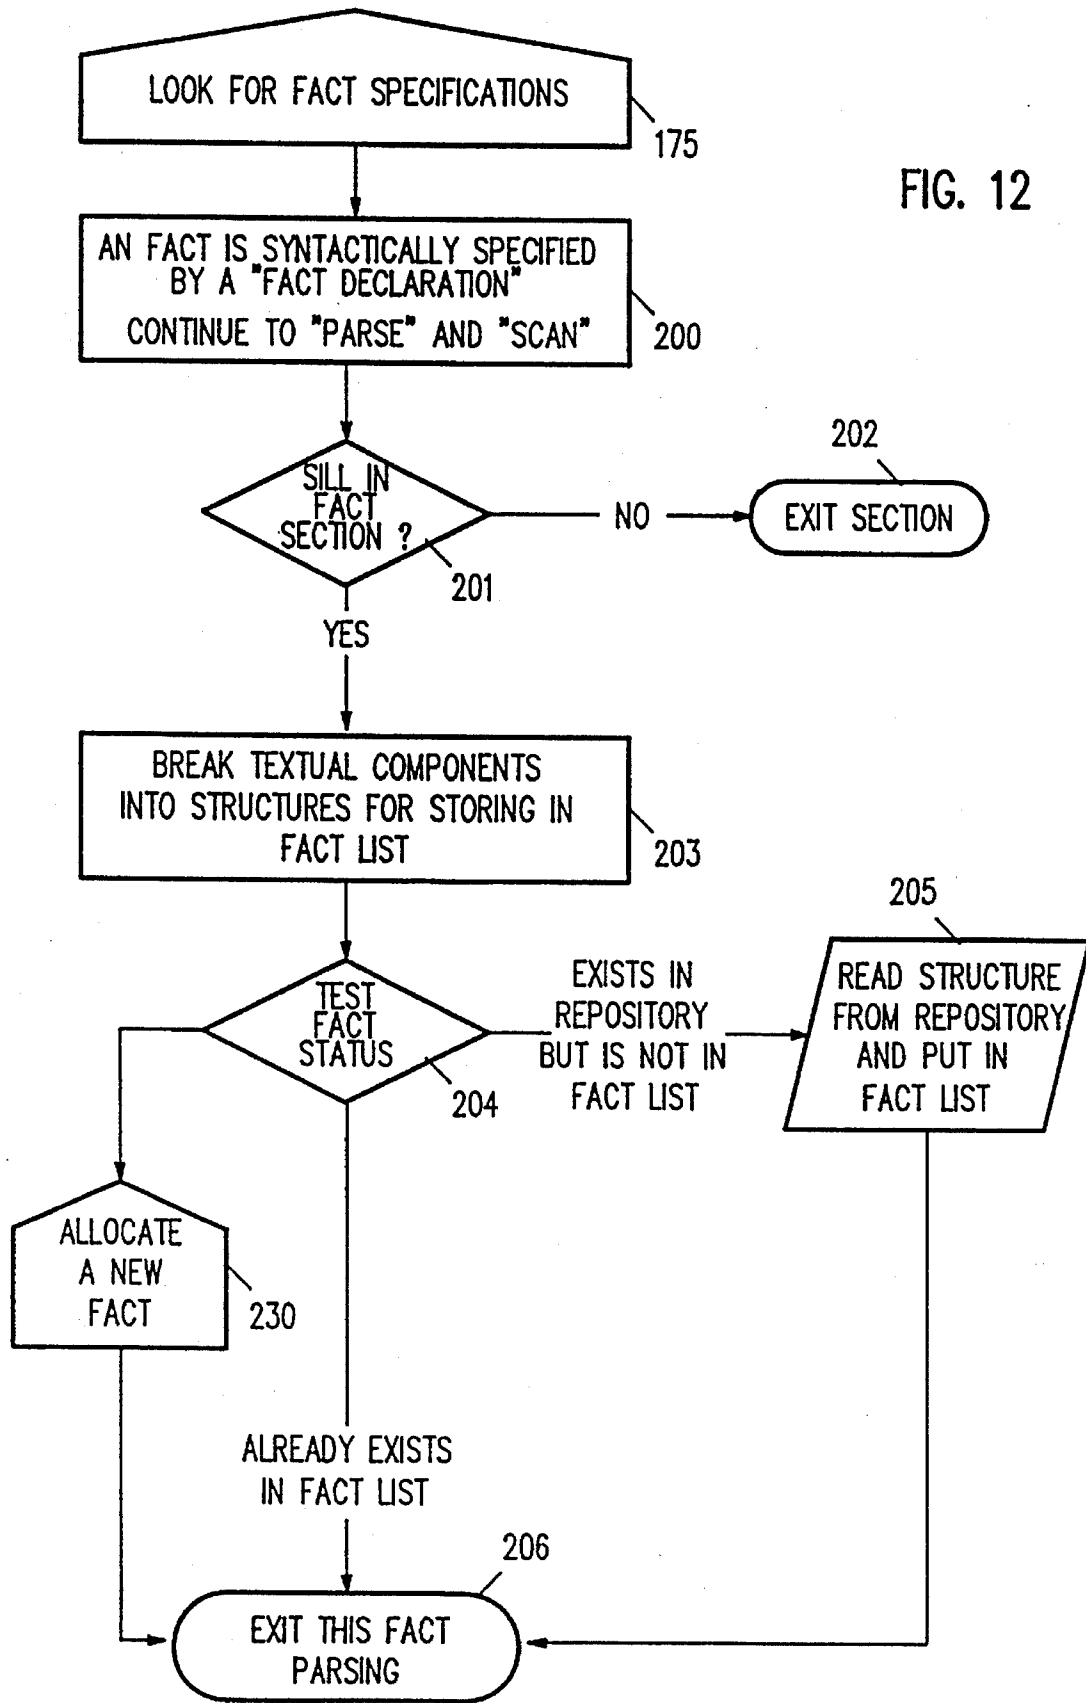 LOOK FOR FACT SPECIFICATIONS
175
FIG. 12
AN FACT IS SYNTACTICALLY SPECIFIED
BY A "FACT DECLARATION"
CONTINUE TO "PARSE" AND "SCAN"
200
SILL IN
FACT
SECTION ?
201
NO
202
EXIT SECTION
YES
BREAK TEXTUAL COMPONENTS
INTO STRUCTURES FOR STORING IN
FACT LIST
203
TEST
FACT
STATUS
204
EXISTS IN
REPOSITORY
BUT IS NOT IN
FACT LIST
205
READ STRUCTURE
FROM REPOSITORY
AND PUT IN
FACT LIST
ALLOCATE
A NEW
FACT
230
ALREADY EXISTS
IN FACT LIST
206
EXIT THIS FACT
PARSING